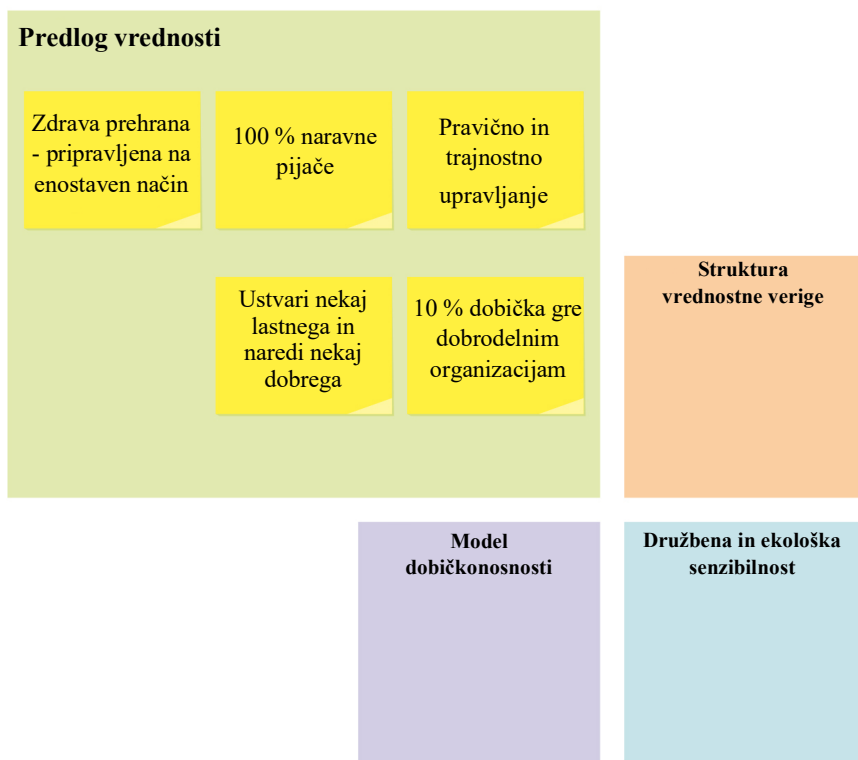 Predlog vrednosti
Zdrava prehrana
- pripravljena na
enostaven način
100 % naravne
pijače
Pravično in
trajnostno
upravljanje
Ustvari nekaj
lastnega in
naredi nekaj
dobrega
10 % dobička gre
dobrodelnim
organizacijam
Struktura
vrednostne verige
Model
dobičkonosnosti
Družbena in ekološka
senzibilnost